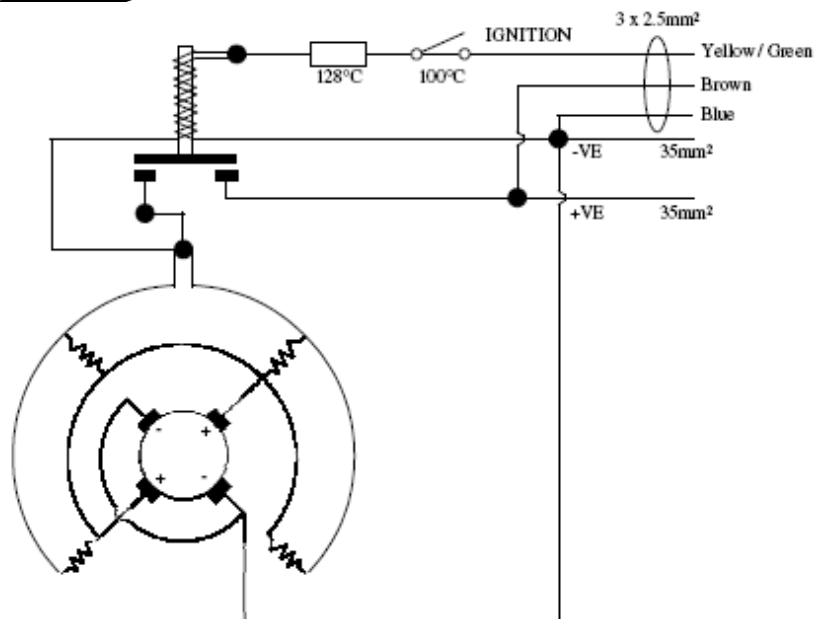 3 x 2.5mm²
IGNITION
Yellow/ Green
128°C
100°C
Brown
Blue
-VE 35mm²
+VE 35mm²
- +
+ -